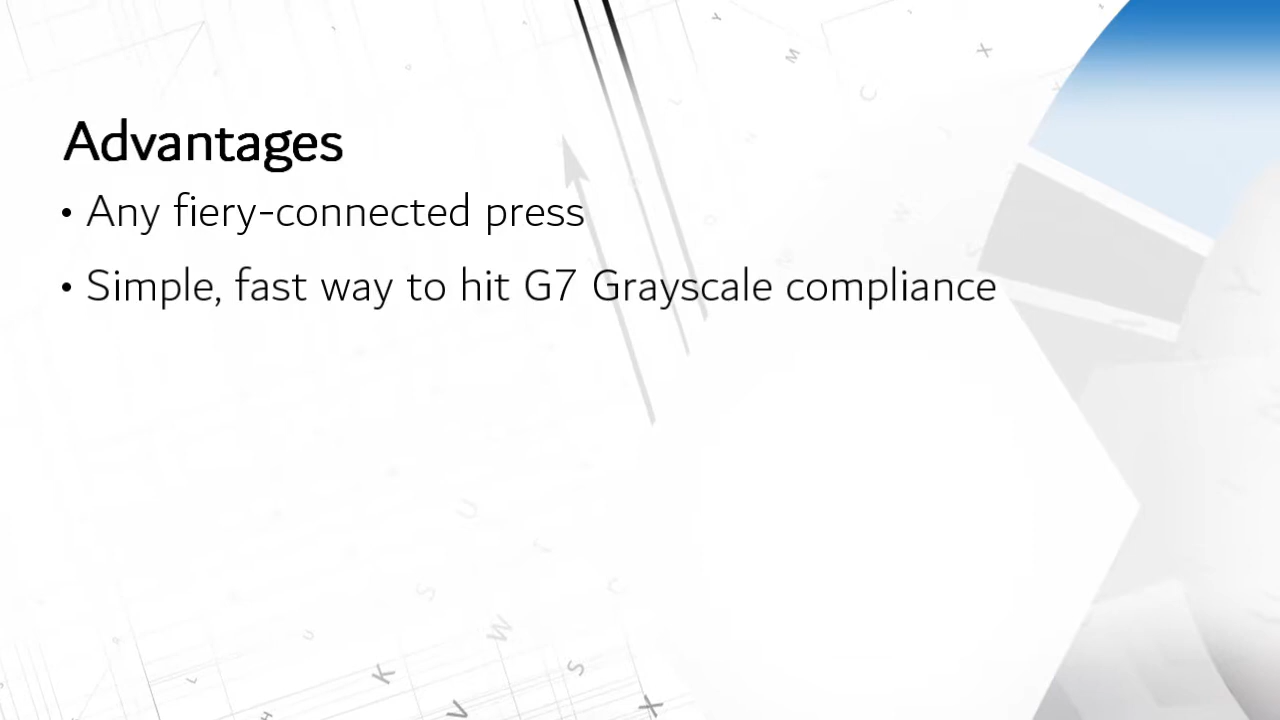 Advantages
• Any fiery-connected press
• Simple, fast way to hit G7 Grayscale compliance